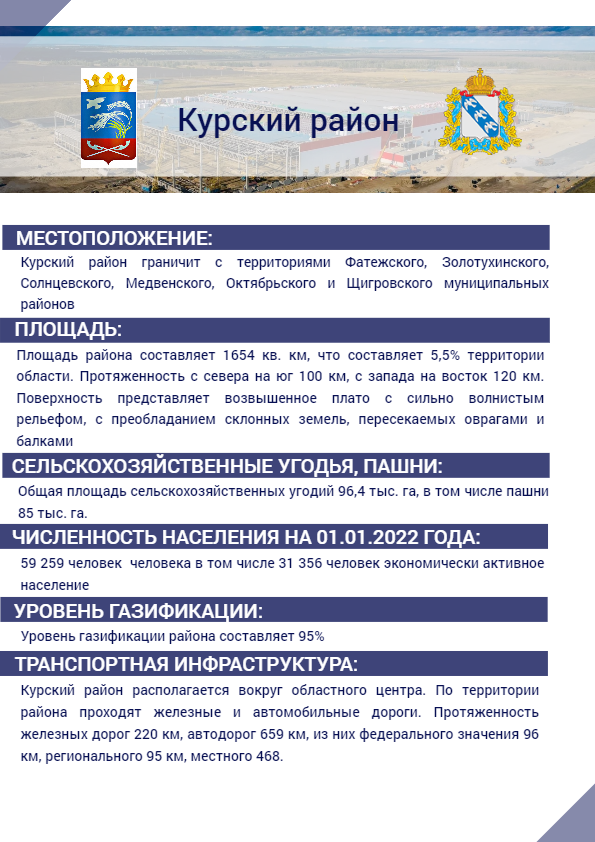 Курский район
МЕСТОПОЛОЖЕНИЕ:
Курский район граничит с территориями Фатежского, Золотухинского,
Солнцевского, Медвенского, Октябрьского и Щигровского муниципальных
районов
ПЛОЩАДЬ:
Площадь района составляет 1654 кв. км, что составляет 5,5% территории
области. Протяженность с севера на юг 100 км, с запада на восток 120 км.
Поверхность представляет возвышенное плато с сильно волнистым
рельефом, с преобладанием склонных земель, пересекаемых оврагами и
балками
СЕЛЬСКОХОЗЯЙСТВЕННЫЕ УГОДЬЯ, ПАШНИ:
Общая площадь сельскохозяйственных угодий 96,4 тыс. га, в том числе пашни
85 тыс. га.
ЧИСЛЕННОСТЬ НАСЕЛЕНИЯ НА 01.01.2022 ГОДА:
59 259 человек человека в том числе 31 356 человек экономически активное
население
УРОВЕНЬ ГАЗИФИКАЦИИ:
Уровень газификации района составляет 95%
ТРАНСПОРТНАЯ ИНФРАСТРУКТУРА:
Курский район располагается вокруг областного центра. По территории
района проходят железные и автомобильные дороги. Протяженность
железных дорог 220 км, автодорог 659 км, из них федерального значения 96
км, регионального 95 км, местного 468.